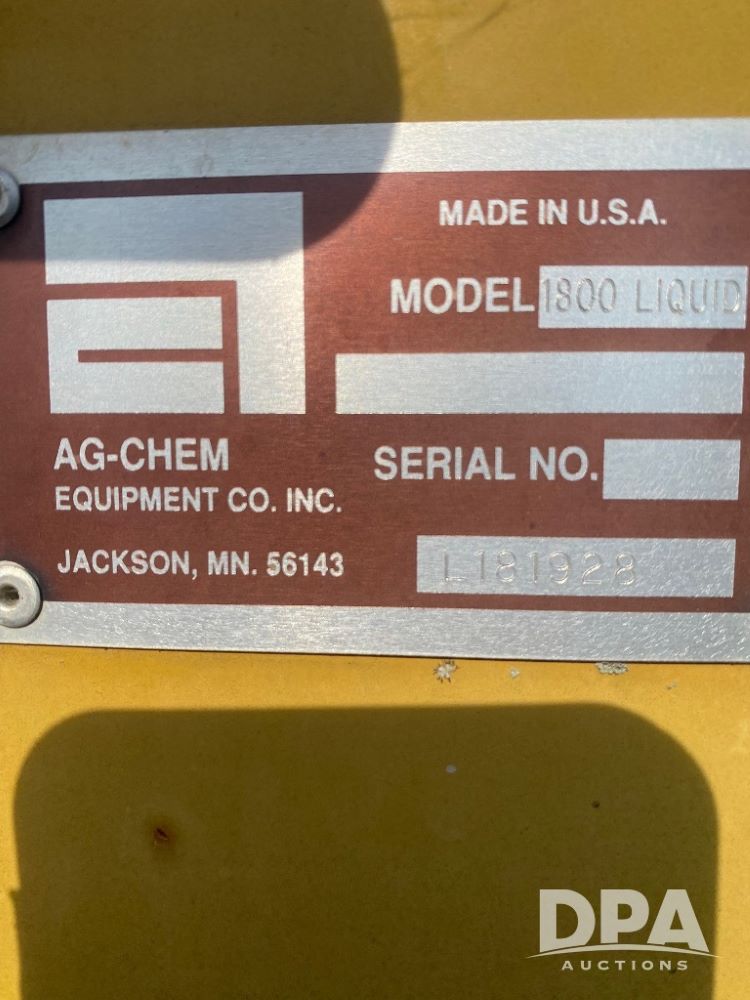 MADE IN U.S.A.
MODEL 1800 LIQUID
AG-CHEM
EQUIPMENT CO. INC.
JACKSON, MN. 56143
SERIAL NO.
L181928
DPA
AUCTIONS